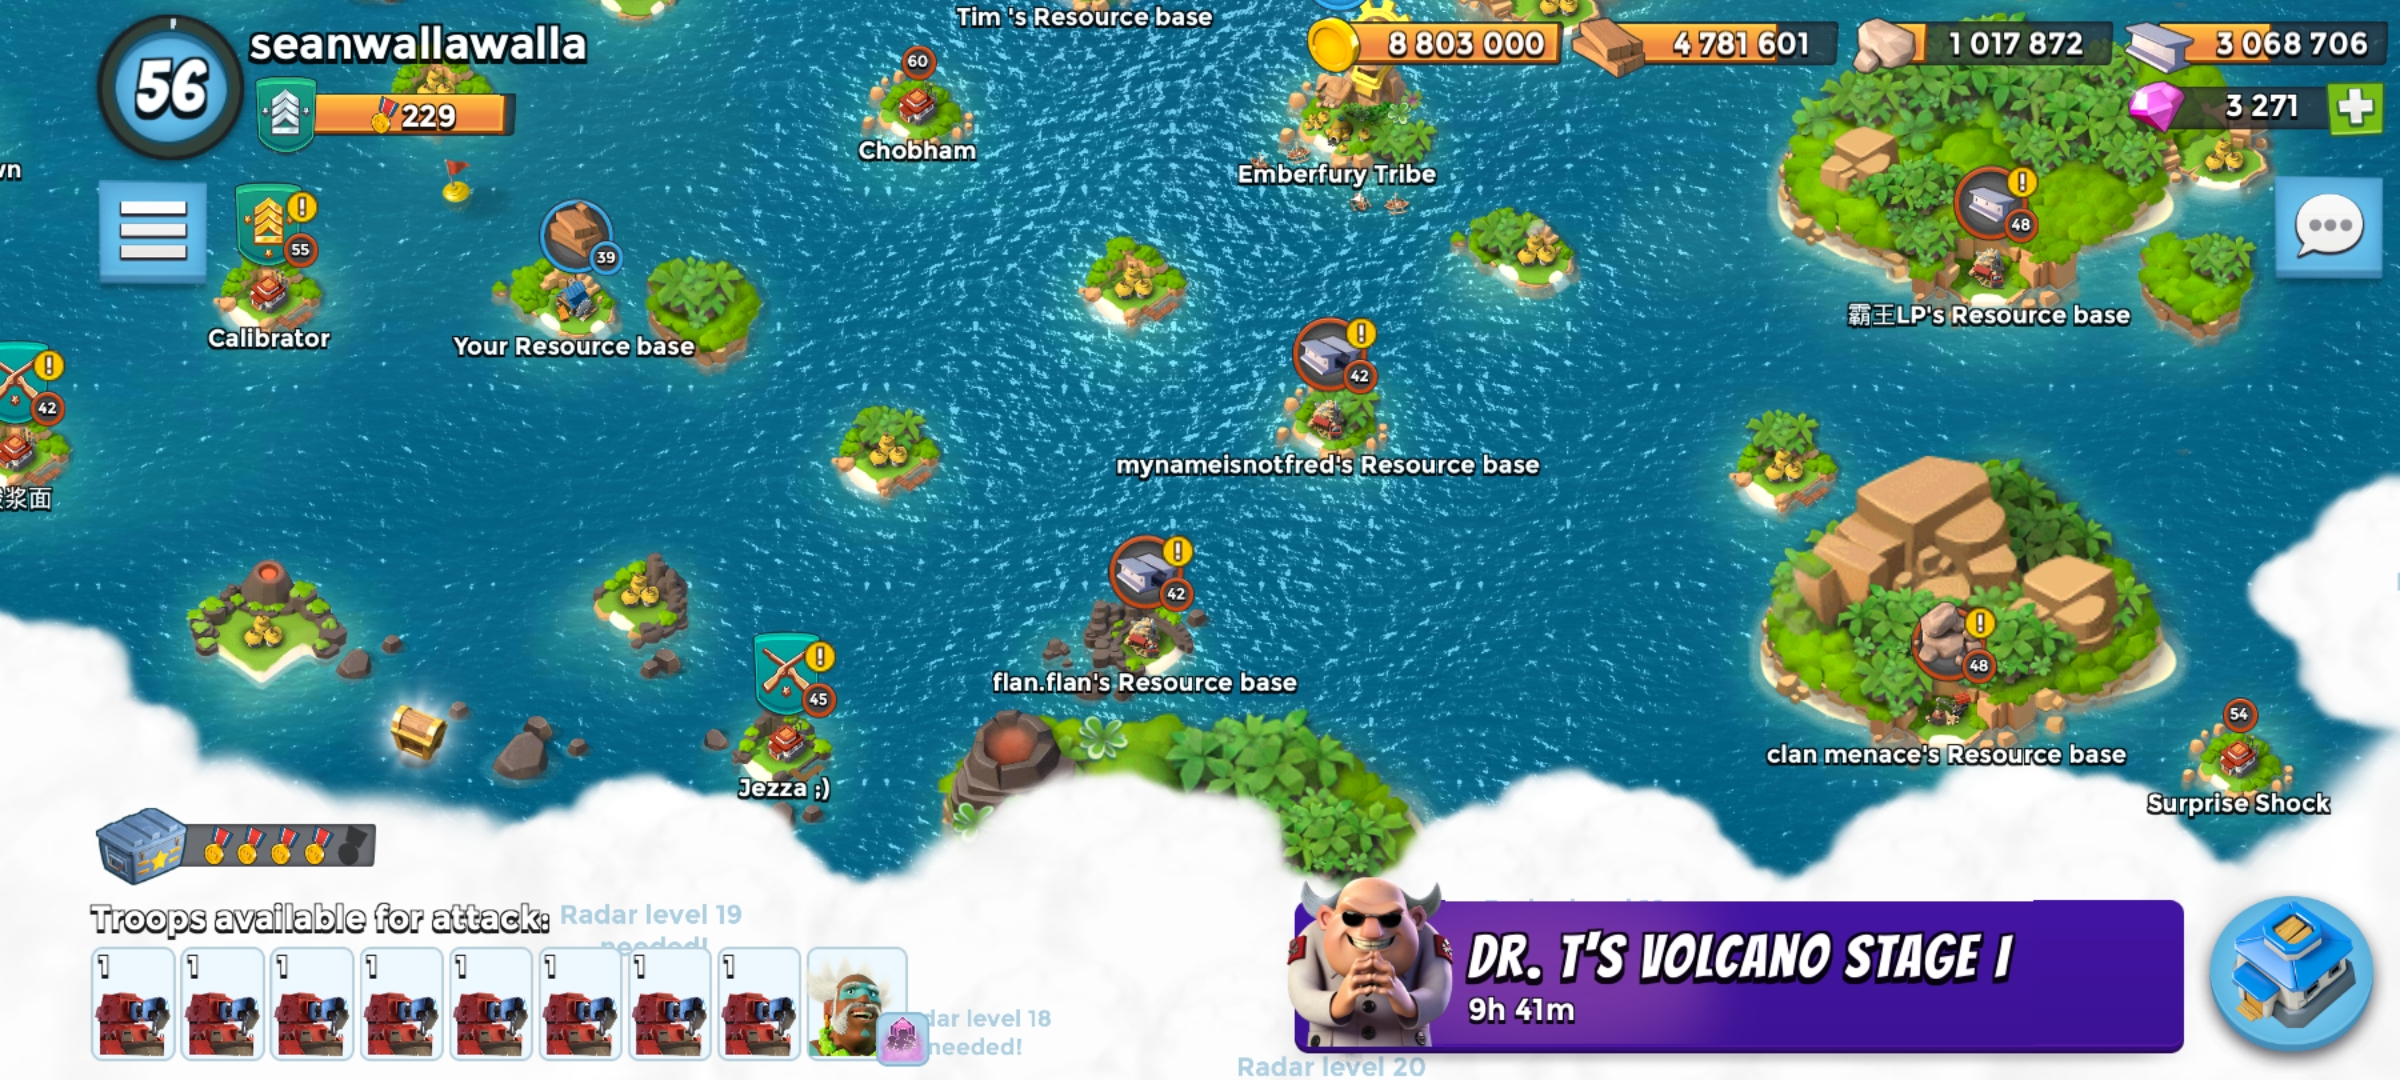 Tim 's Resource base
56
seanwallawalla
229
8 803 000
4 781 601
1 017 872
3 068 706
3 271
60
Chobham
Emberfury Tribe
55
Calibrator
39
Your Resource base
48
霸王LP's Resource base
42
mynameisnotfred's Resource base
42
浆面
42
flan.flan's Resource base
45
Jezza ;)
48
clan menace's Resource base
54
Surprise Shock
Troops available for attack:
Radar level 19
needed!
1 1 1 1 1 1 1 1
level 18
needed!
DR. T'S VOLCANO STAGE I
9h 41m
Radar level 20